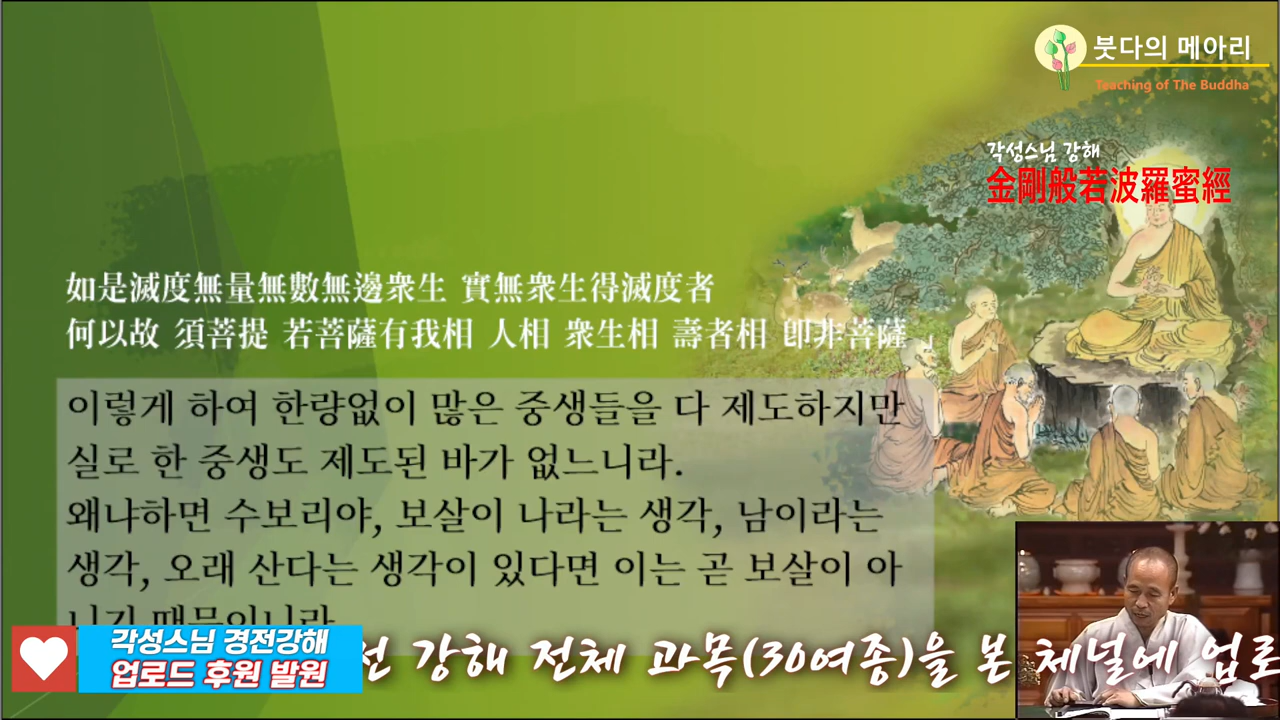 붓다의 메아리
Teaching of The Buddha
각성스님 강해
金剛般若波羅蜜經
如是滅度無量無數無邊衆生 實無衆生得滅度者
何以故 須菩提 若菩薩有我相 人相 衆生相 壽者相 卽非菩薩」
이렇게 하여 한량없이 많은 중생들을 다 제도하지만
실로 한 중생도 제도된 바가 없느니라.
왜냐하면 수보리야, 보살이 나라는 생각, 남이라는
생각, 오래 산다는 생각이 있다면 이는 곧 보살이 아
니기 때문이니라
각성스님 경전강해
업로드 후원 발원
강해 전체 과목(30여종)을 본 채널에 업로